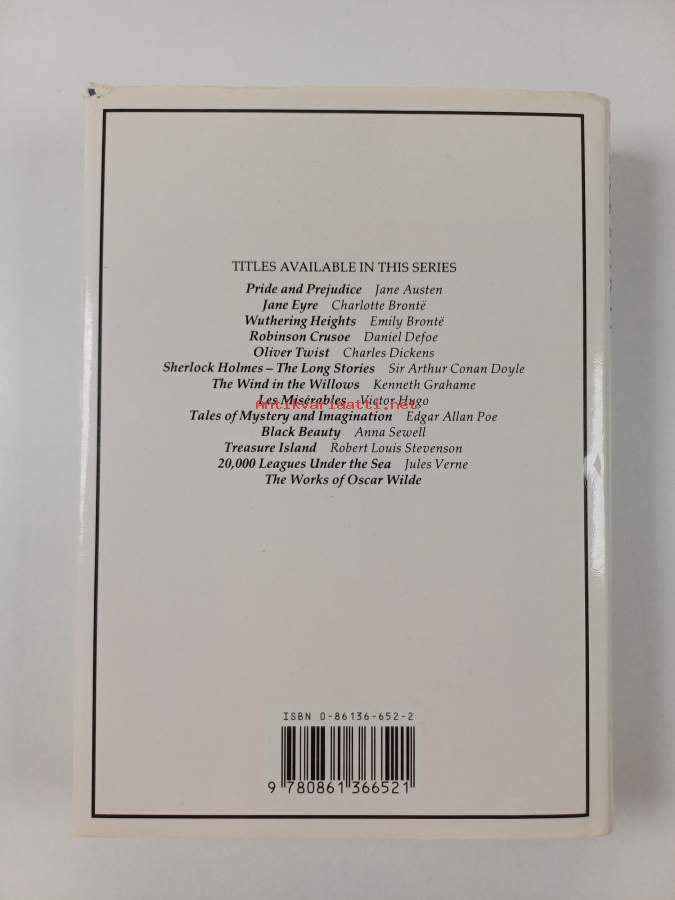 TITLES AVAILABLE IN THIS SERIES
Pride and Prejudice Jane Austen
Jane Eyre Charlotte Brontë
Wuthering Heights Emily Brontë
Robinson Crusoe Daniel Defoe
Oliver Twist Charles Dickens
Sherlock Holmes – The Long Stories Sir Arthur Conan Doyle
The Wind in the Willows Kenneth Grahame
Les Misérables Victor Hugo
antikvariaatti.net
Tales of Mystery and Imagination Edgar Allan Poe
Black Beauty Anna Sewell
Treasure Island Robert Louis Stevenson
20,000 Leagues Under the Sea Jules Verne
The Works of Oscar Wilde
ISBN 0-86136-652-2
9 780861 366521